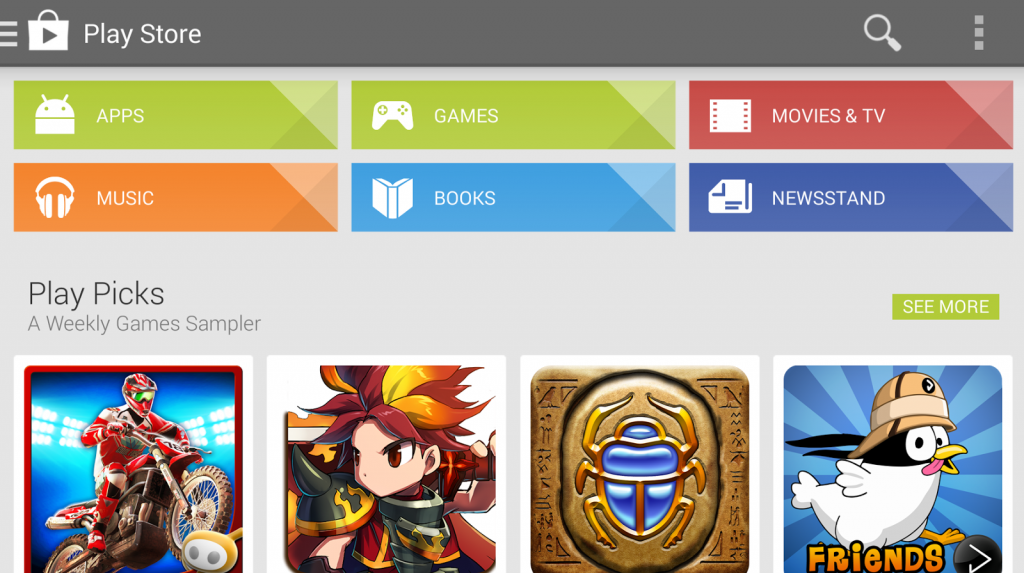 Play Store
APPS
GAMES
MOVIES & TV
MUSIC
BOOKS
NEWSSTAND
Play Picks
A Weekly Games Sampler
SEE MORE
FRIENDS